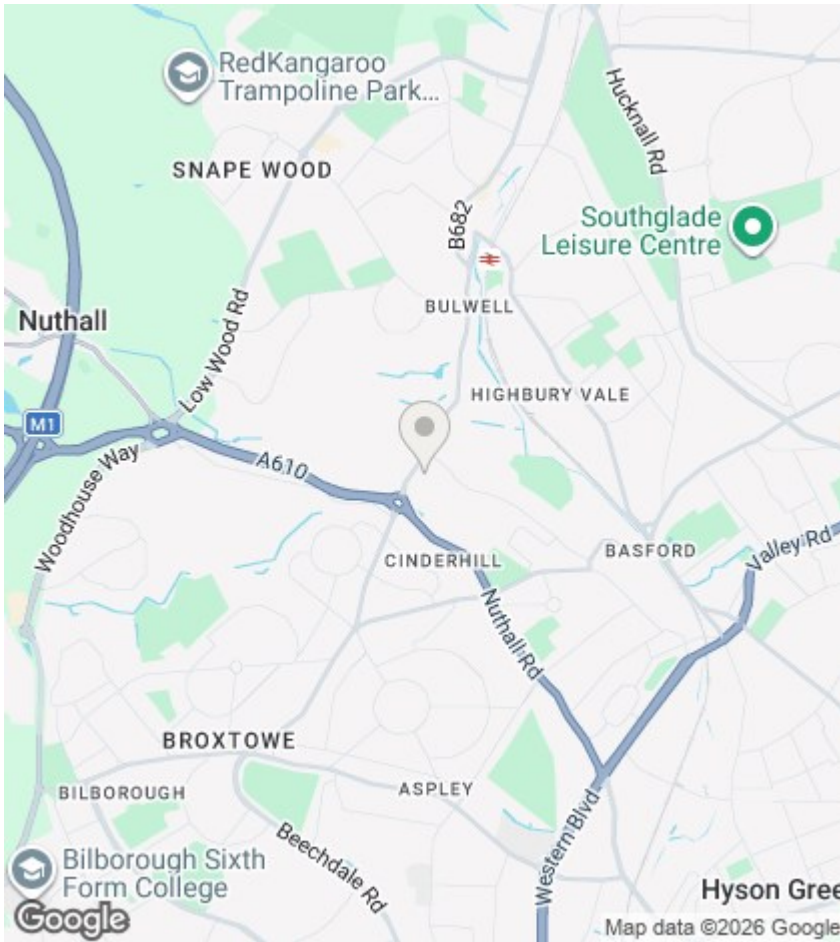 RedKangaroo
Trampoline Park...
Hucknall Rd
SNAPE WOOD
B682
Southglade
Leisure Centre
BULWELL
Nuthall
Low Wood Rd
HIGHBURY VALE
M1
Woodhouse Way
A610
CINDERHILL
BASFORD
Valley Rd
Nuthall Rd
BROXTOWE
BILBOROUGH
ASPLEY
Beechdale Rd
Western Blvd
Bilborough Sixth
Form College
Hyson Gree
Google
Map data ©2026 Google